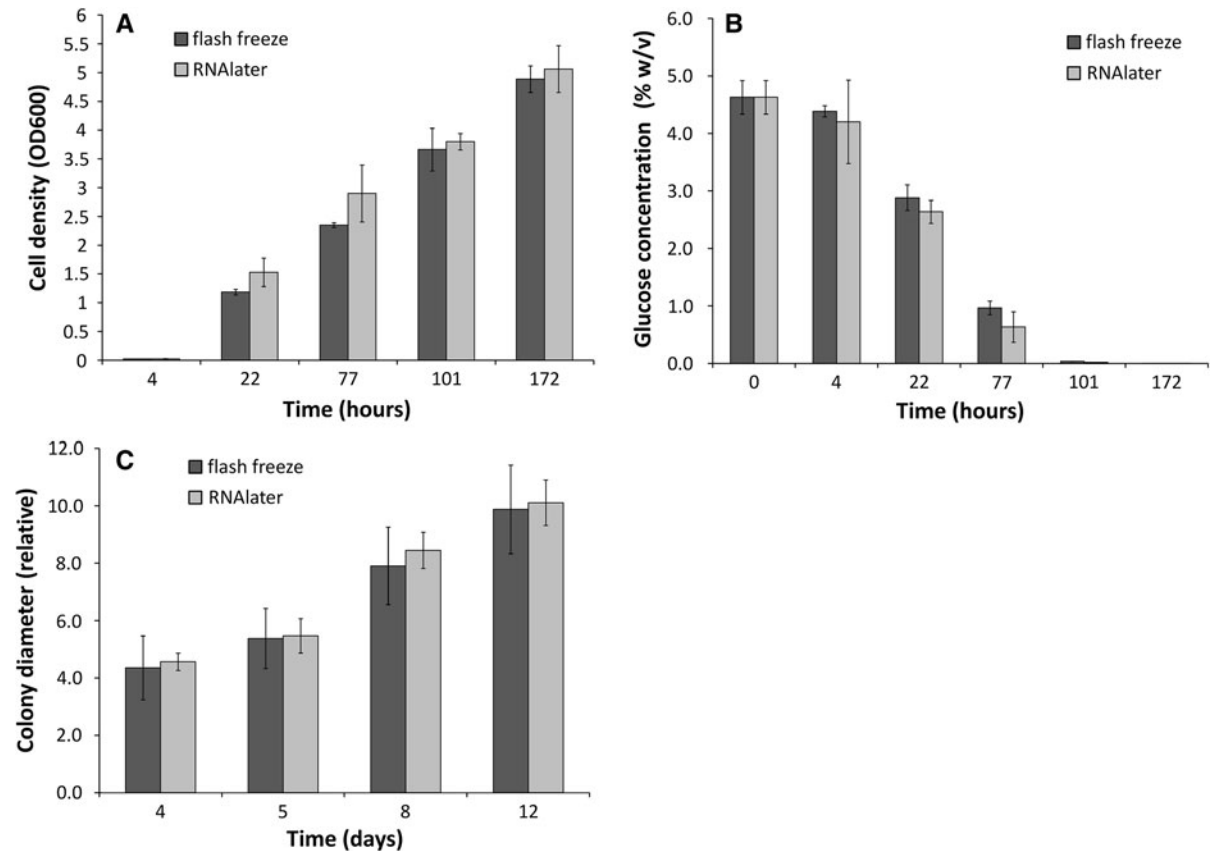 A
flash freeze
RNAlater
Cell density (OD600)
5.5
5
4.5
4
3.5
3
2.5
2
1.5
1
0.5
0
4 22 77 101 172
Time (hours)
B
flash freeze
RNAlater
Glucose concentration (% w/v)
6.0
5.0
4.0
3.0
2.0
1.0
0.0
0 4 22 77 101 172
Time (hours)
C
flash freeze
RNAlater
Colony diameter (relative)
12.0
10.0
8.0
6.0
4.0
2.0
0.0
4 5 8 12
Time (days)